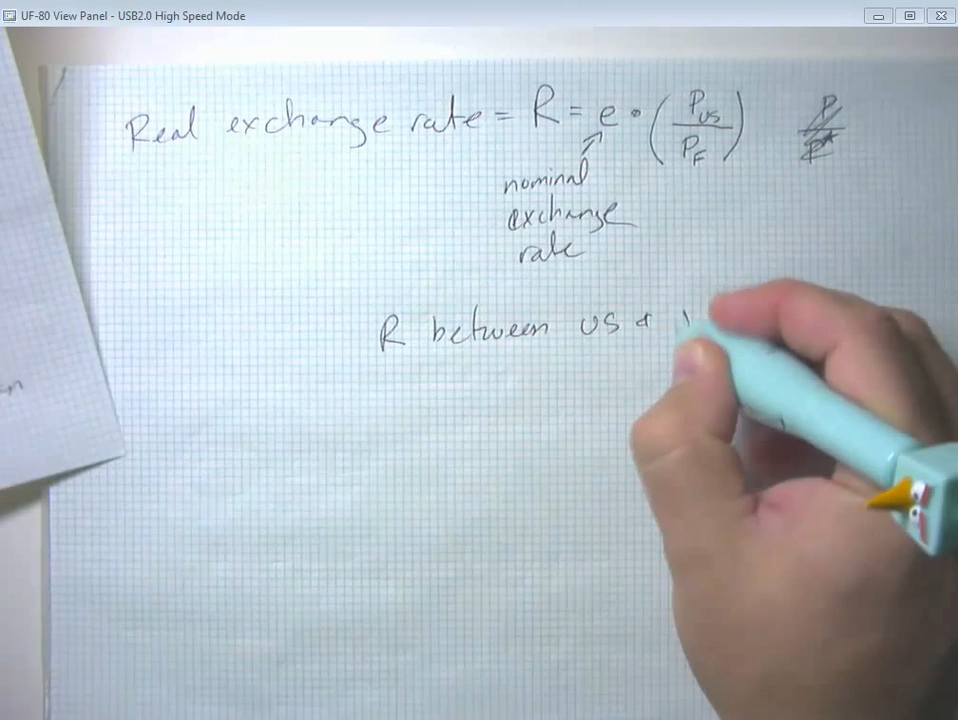 UF-80 View Panel - USB2.0 High Speed Mode
Real exchange rate = R = e • (P_US / P_F) P / P*
nominal
exchange
rate
R between US &